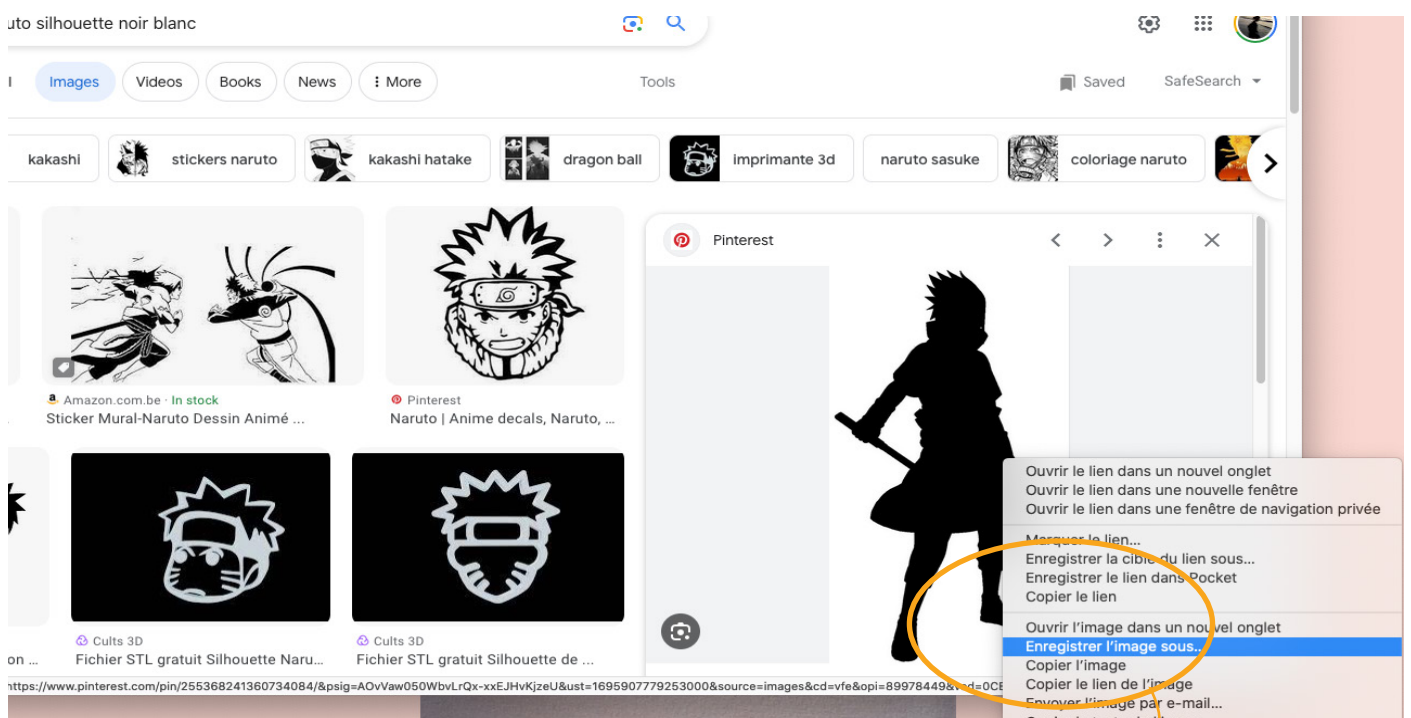 uto silhouette noir blanc
Images Videos Books News More Tools Saved SafeSearch
kakashi stickers naruto kakashi hatake dragon ball imprimante 3d naruto sasuke coloriage naruto
Pinterest
Amazon.com.be · In stock
Sticker Mural-Naruto Dessin Animé ...
Pinterest
Naruto | Anime decals, Naruto, ...
Cults 3D
Fichier STL gratuit Silhouette Naru...
Cults 3D
Fichier STL gratuit Silhouette de ...
on ...
https://www.pinterest.com/pin/255368241360734084/&psig=AOvVaw050WbvLrQx-xxEJHvKjzeU&ust=1695907779253000&source=images&cd=vfe&opi=89978449&ved=0CB
Ouvrir le lien dans un nouvel onglet
Ouvrir le lien dans une nouvelle fenêtre
Ouvrir le lien dans une fenêtre de navigation privée
Marquer le lien...
Enregistrer la cible du lien sous...
Enregistrer le lien dans Pocket
Copier le lien
Ouvrir l'image dans un nouvel onglet
Enregistrer l'image sous...
Copier l'image
Copier le lien de l'image
Envoyer l'image par e-mail...